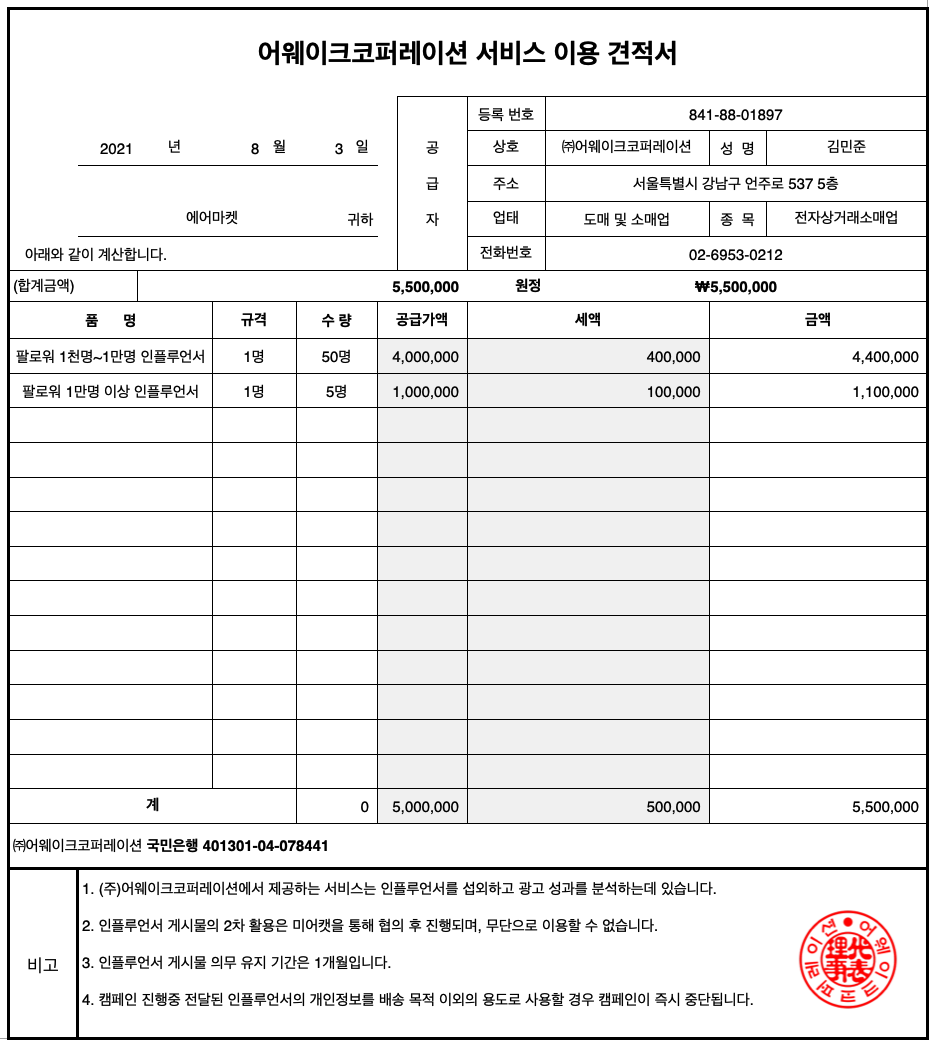 어웨이크코퍼레이션 서비스 이용 견적서
2021 년 8 월 3 일
에어마켓 귀하
아래와 같이 계산합니다.
공급자
등록 번호 841-88-01897
상호 ㈜어웨이크코퍼레이션 성 명 김민준
주소 서울특별시 강남구 언주로 537 5층
업태 도매 및 소매업 종 목 전자상거래소매업
전화번호 02-6953-0212
(합계금액) 5,500,000 원정 ₩5,500,000
품 명 규격 수 량 공급가액 세액 금액
팔로워 1천명~1만명 인플루언서 1명 50명 4,000,000 400,000 4,400,000
팔로워 1만명 이상 인플루언서 1명 5명 1,000,000 100,000 1,100,000
계 0 5,000,000 500,000 5,500,000
㈜어웨이크코퍼레이션 국민은행 401301-04-078441
비고
1. (주)어웨이크코퍼레이션에서 제공하는 서비스는 인플루언서를 섭외하고 광고 성과를 분석하는데 있습니다.
2. 인플루언서 게시물의 2차 활용은 미어캣을 통해 협의 후 진행되며, 무단으로 이용할 수 없습니다.
3. 인플루언서 게시물 의무 유지 기간은 1개월입니다.
4. 캠페인 진행중 전달된 인플루언서의 개인정보를 배송 목적 이외의 용도로 사용할 경우 캠페인이 즉시 중단됩니다.
代表理事